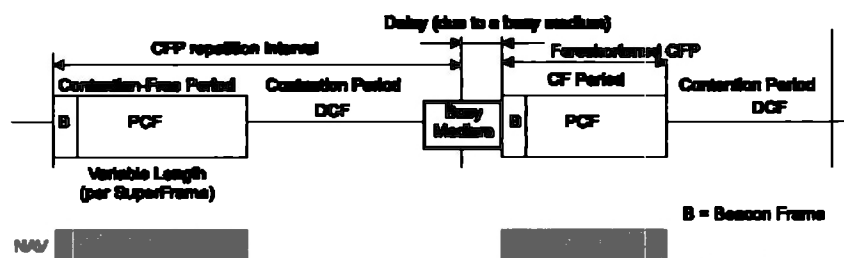 Delay (due to a busy medium)
CFP repetition interval
Foreshortened CFP
Contention-Free Period
Contention Period
CF Period
Contention Period
B
PCF
DCF
Busy
Medium
B
PCF
DCF
Variable Length
(per SuperFrame)
B = Beacon Frame
NAV